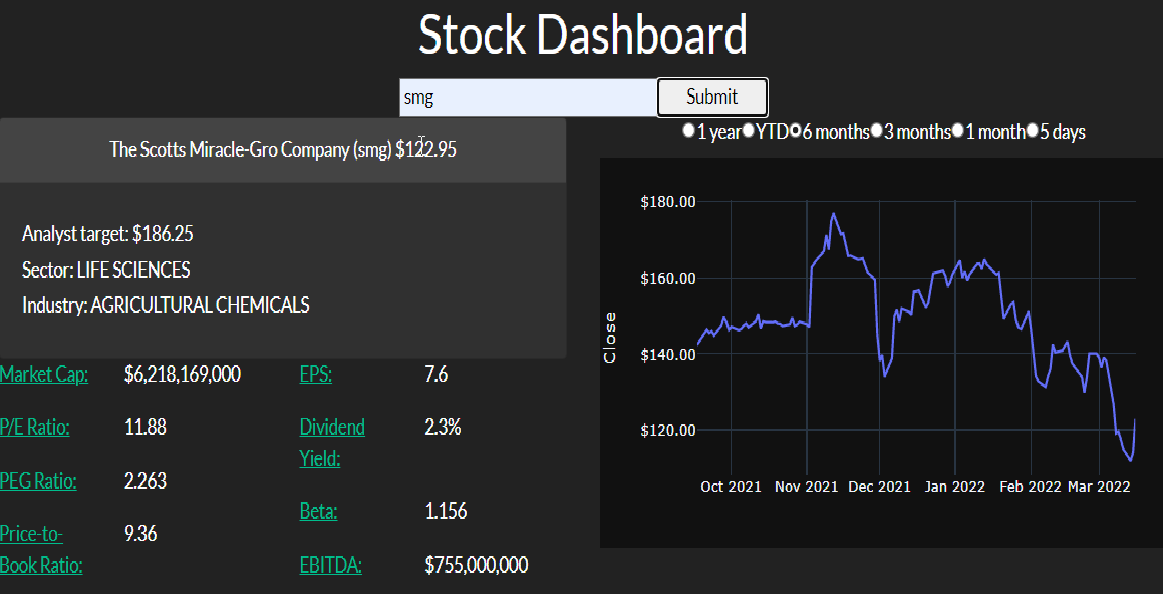 Stock Dashboard
smg
Submit
The Scotts Miracle-Gro Company (smg) $122.95
Analyst target: $186.25
Sector: LIFE SCIENCES
Industry: AGRICULTURAL CHEMICALS
Market Cap: $6,218,169,000
P/E Ratio: 11.88
PEG Ratio: 2.263
Price-to- 9.36
Book Ratio:
EPS: 7.6
Dividend 2.3%
Yield:
Beta: 1.156
EBITDA: $755,000,000
1 year YTD 6 months 3 months 1 month 5 days
$180.00
$160.00
$140.00
$120.00
Close
Oct 2021 Nov 2021 Dec 2021 Jan 2022 Feb 2022 Mar 2022